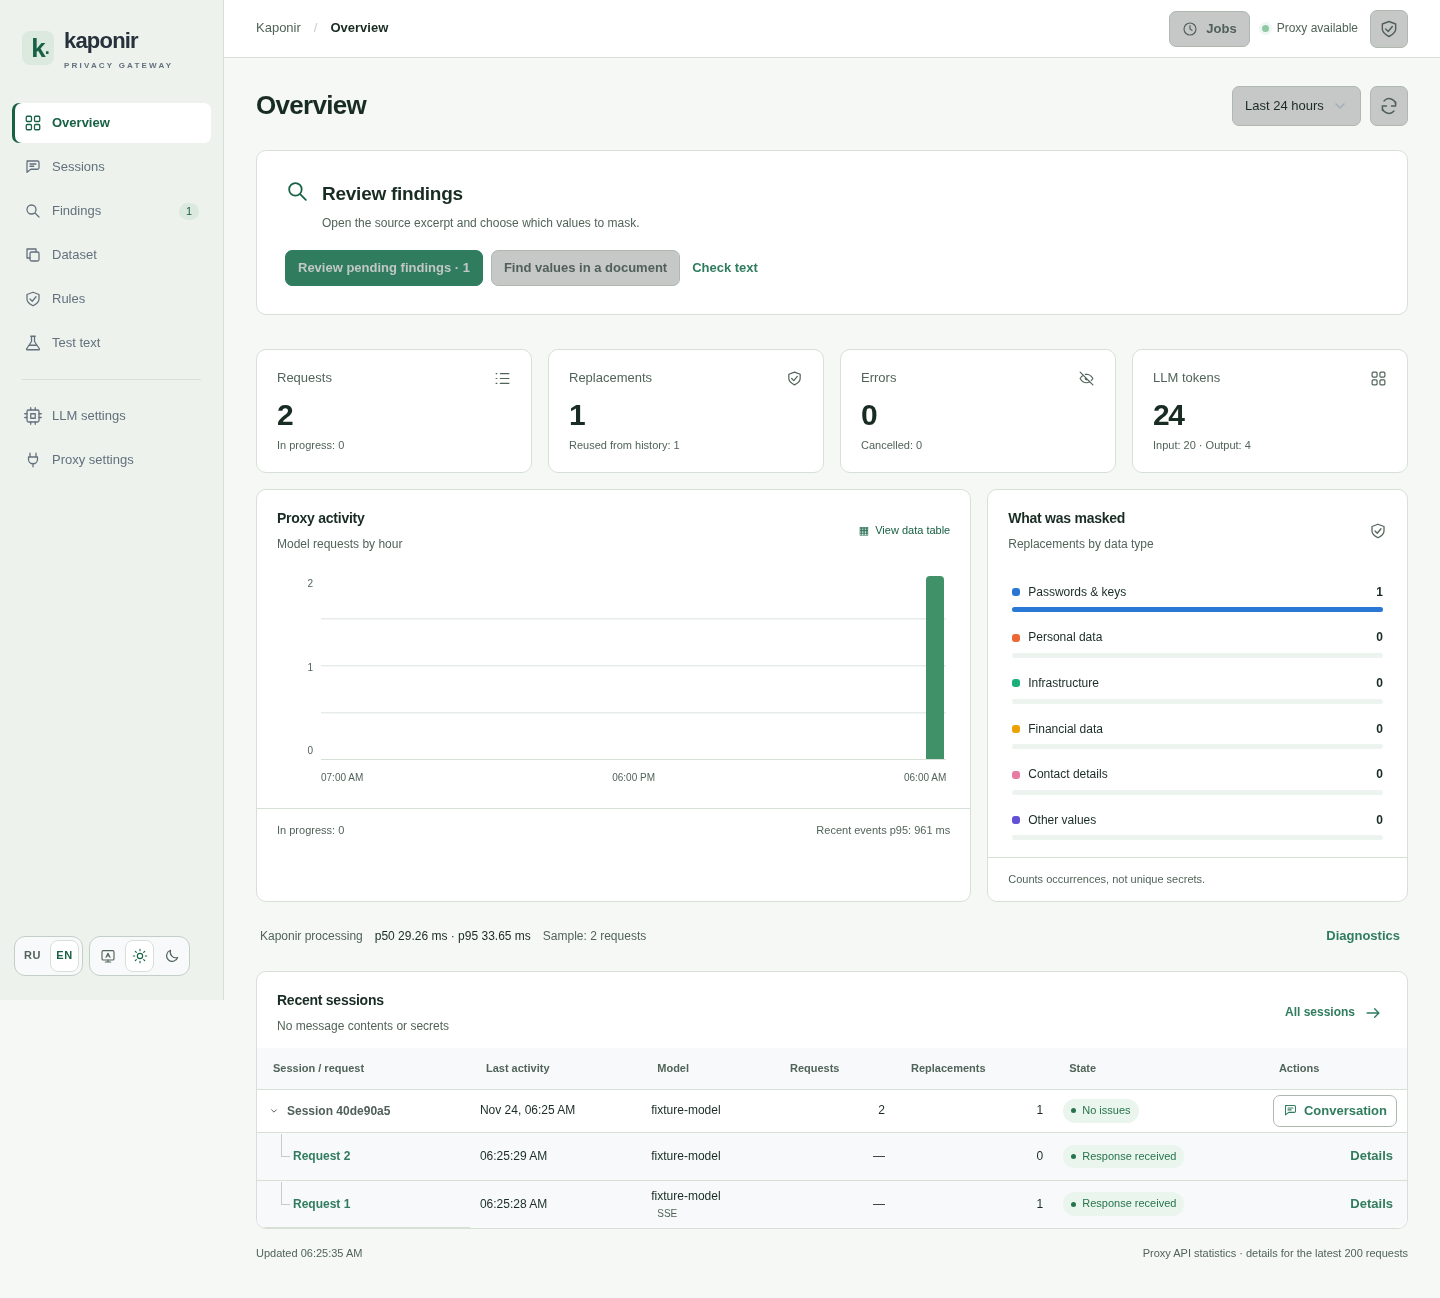 k.
kaponir
PRIVACY GATEWAY
Overview
Sessions
Findings 1
Dataset
Rules
Test text
LLM settings
Proxy settings
RU EN
Kaponir / Overview
Jobs
Proxy available
Overview
Last 24 hours
Review findings
Open the source excerpt and choose which values to mask.
Review pending findings · 1
Find values in a document
Check text
Requests
2
In progress: 0
Replacements
1
Reused from history: 1
Errors
0
Cancelled: 0
LLM tokens
24
Input: 20 · Output: 4
Proxy activity
Model requests by hour
View data table
2
1
0
07:00 AM 06:00 PM 06:00 AM
In progress: 0 Recent events p95: 961 ms
What was masked
Replacements by data type
Passwords & keys 1
Personal data 0
Infrastructure 0
Financial data 0
Contact details 0
Other values 0
Counts occurrences, not unique secrets.
Kaponir processing p50 29.26 ms · p95 33.65 ms Sample: 2 requests Diagnostics
Recent sessions
No message contents or secrets
All sessions
Session / request Last activity Model Requests Replacements State Actions
Session 40de90a5 Nov 24, 06:25 AM fixture-model 2 1 No issues Conversation
Request 2 06:25:29 AM fixture-model — 0 Response received Details
Request 1 06:25:28 AM fixture-model — 1 Response received Details
SSE
Updated 06:25:35 AM Proxy API statistics · details for the latest 200 requests